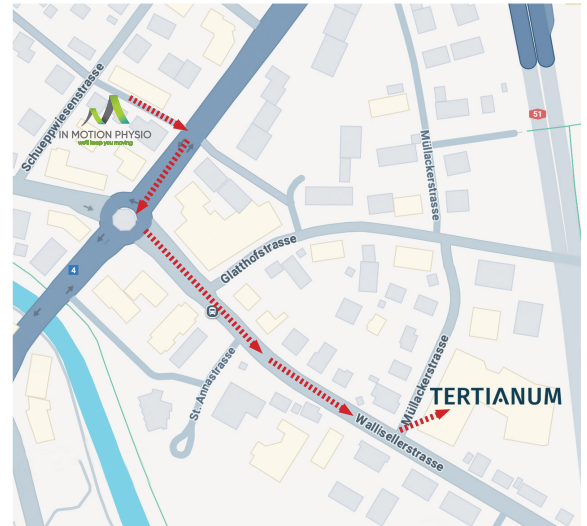 51
Schueppwiesenstrasse
IN MOTION PHYSIO
we'll keep you moving
Müllackerstrasse
Glatthofstrasse
4
St. Annastrasse
Müllackerstrasse
TERTIANUM
Wallisellerstrasse